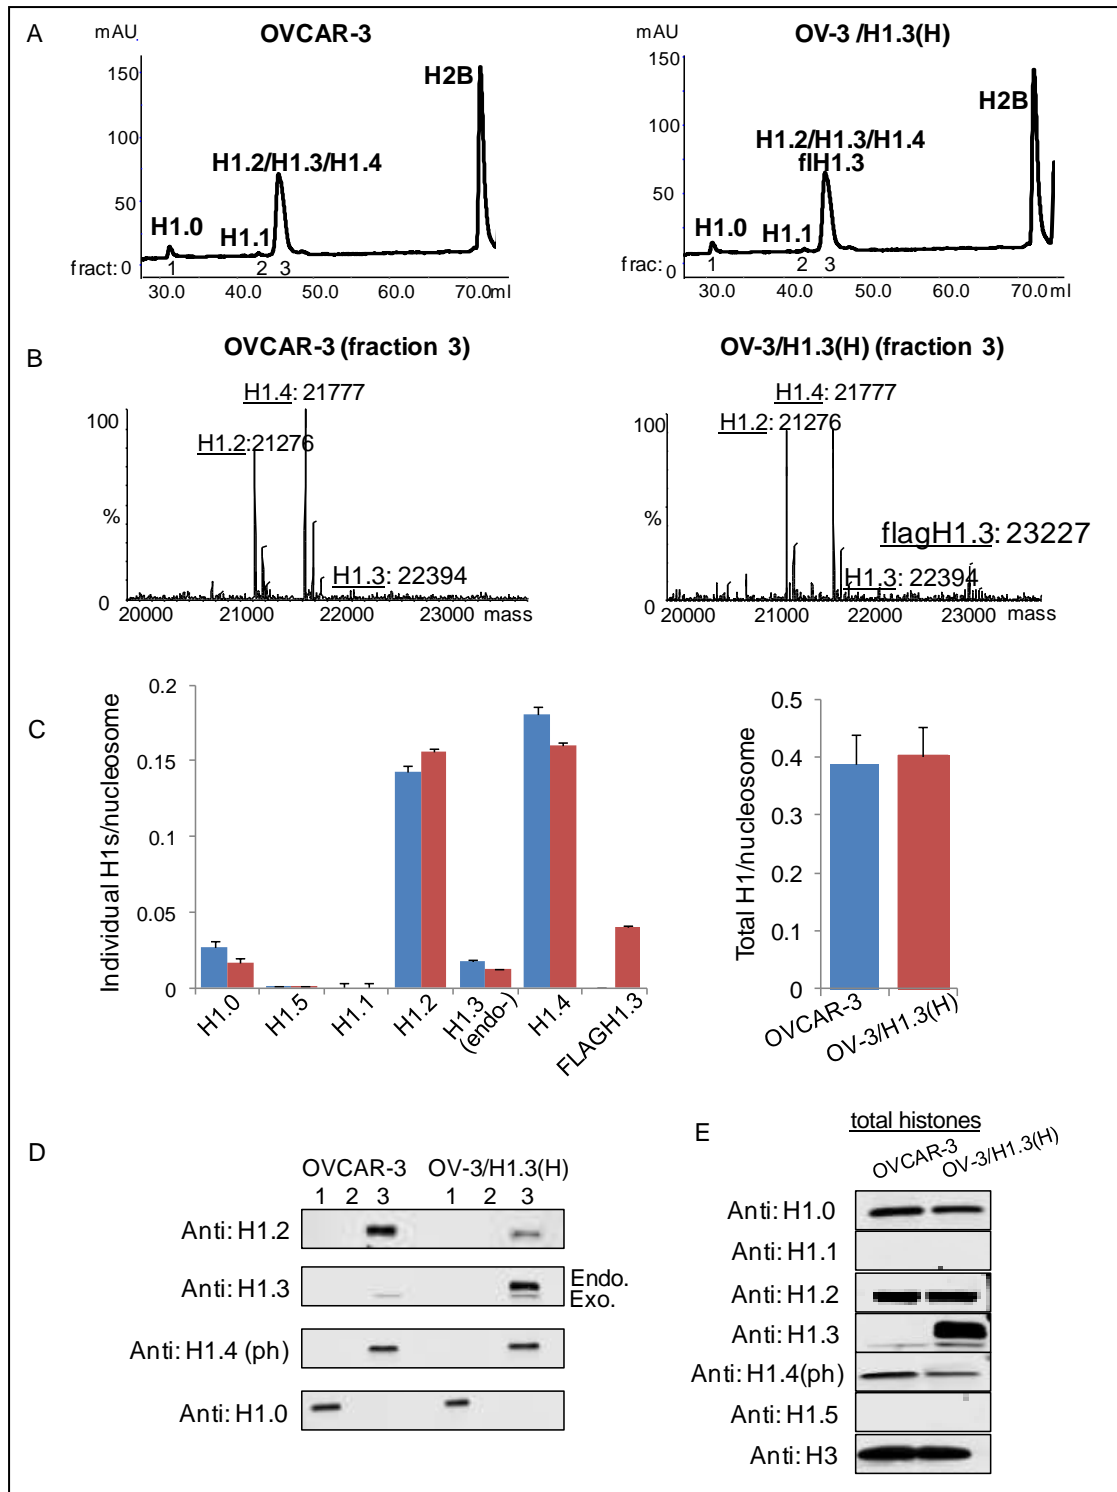 A
mAU
OVCAR-3
150
100
50
fract: 0
H1.0
H1.1
H1.2/H1.3/H1.4
H2B
1 2 3
30.0 40.0 50.0 60.0 70.0 ml
mAU
OV-3 /H1.3(H)
150
100
50
frac: 0
H1.0
H1.1
H1.2/H1.3/H1.4
flH1.3
H2B
1 2 3
30.0 40.0 50.0 60.0 70.0 ml
B
OVCAR-3 (fraction 3)
H1.4: 21777
H1.2:21276
H1.3: 22394
100
%
0
20000 21000 22000 23000 mass
OV-3/H1.3(H) (fraction 3)
H1.4: 21777
H1.2: 21276
flagH1.3: 23227
H1.3: 22394
100
%
0
20000 21000 22000 23000 mass
C
Individual H1s/nucleosome
0.2
0.15
0.1
0.05
0
H1.0
H1.5
H1.1
H1.2
H1.3
(endo-)
H1.4
FLAGH1.3
Total H1/nucleosome
0.5
0.4
0.3
0.2
0.1
0
OVCAR-3
OV-3/H1.3(H)
D
OVCAR-3 OV-3/H1.3(H)
1 2 3 1 2 3
Anti: H1.2
Anti: H1.3
Endo.
Exo.
Anti: H1.4 (ph)
Anti: H1.0
E
total histones
OVCAR-3
OV-3/H1.3(H)
Anti: H1.0
Anti: H1.1
Anti: H1.2
Anti: H1.3
Anti: H1.4(ph)
Anti: H1.5
Anti: H3